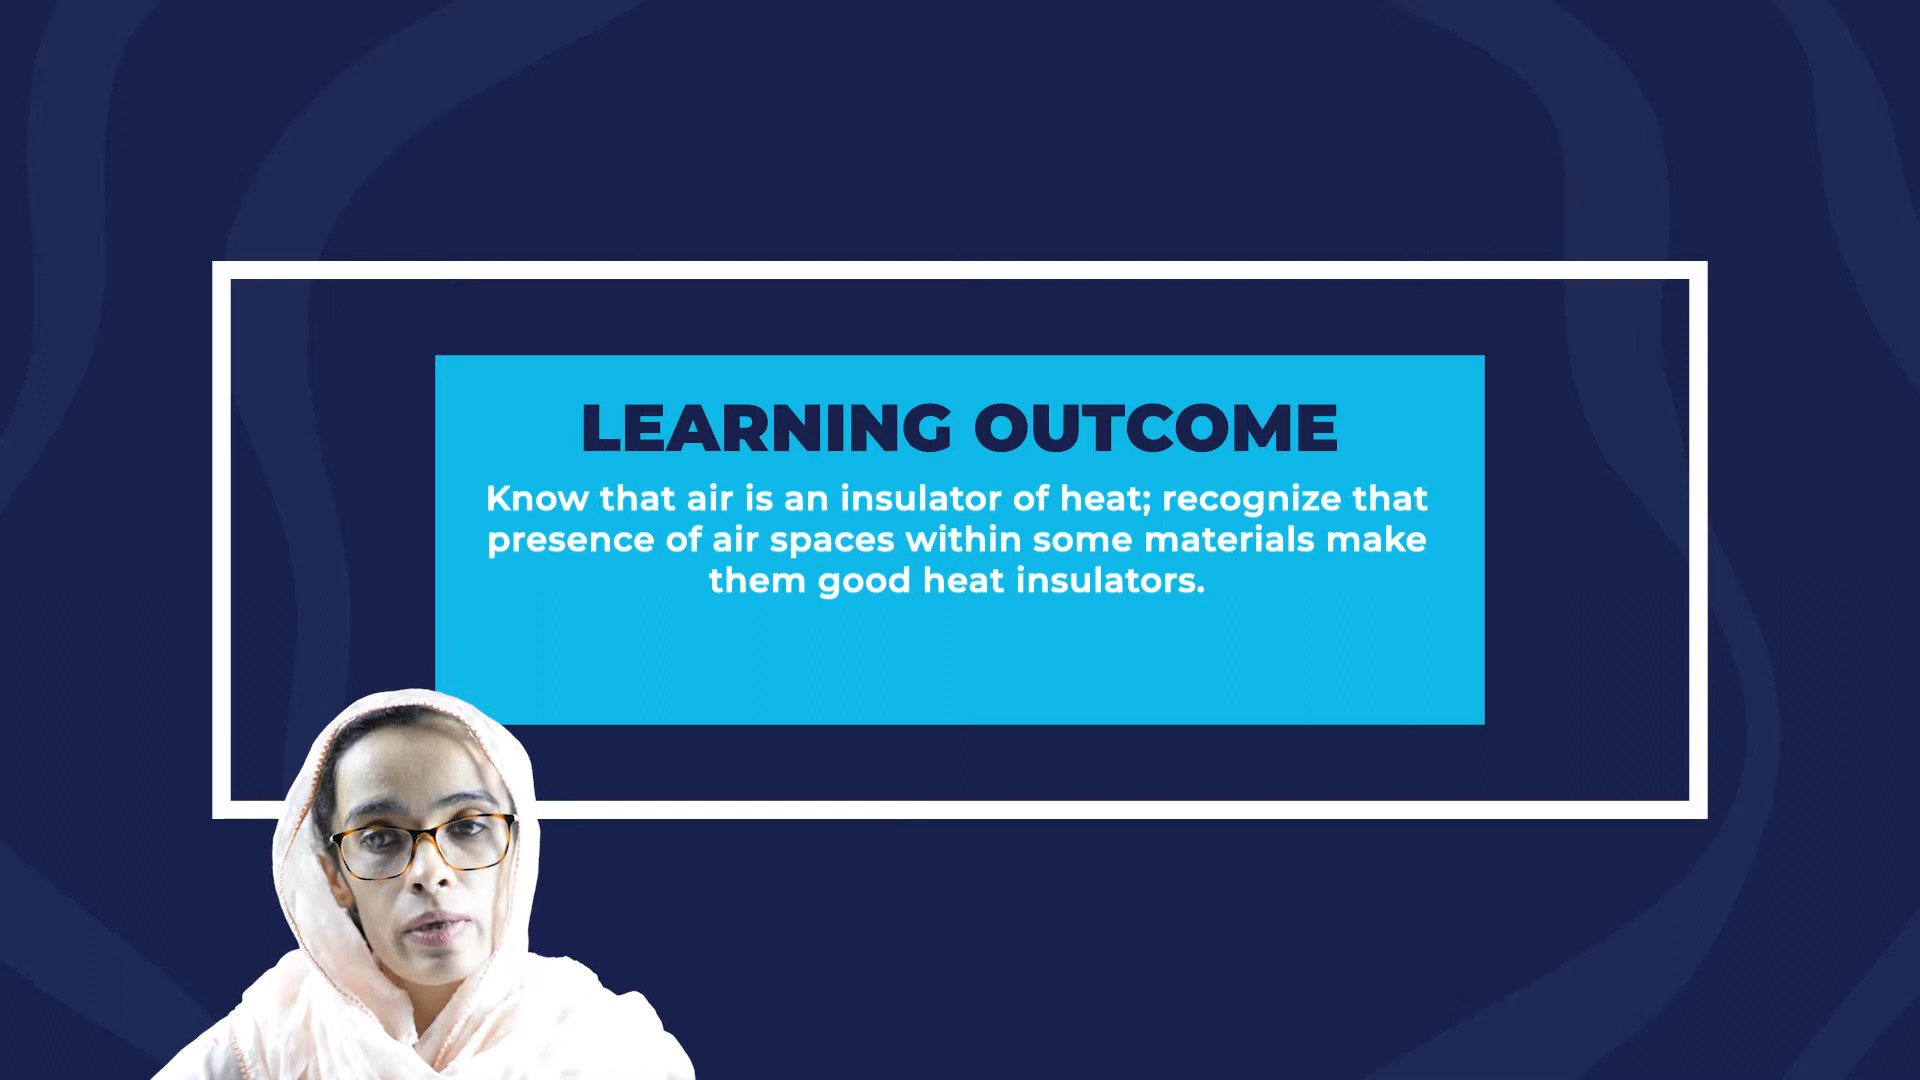 LEARNING OUTCOME
Know that air is an insulator of heat; recognize that
presence of air spaces within some materials make
them good heat insulators.